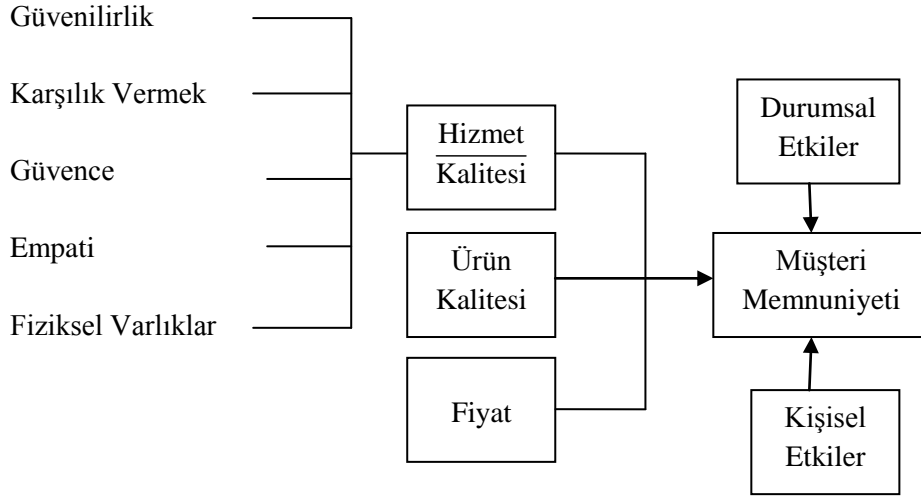 Güvenilirlik
Karşılık Vermek
Güvence
Empati
Fiziksel Varlıklar
Hizmet
Kalitesi
Ürün
Kalitesi
Fiyat
Durumsal
Etkiler
Müşteri
Memnuniyeti
Kişisel
Etkiler